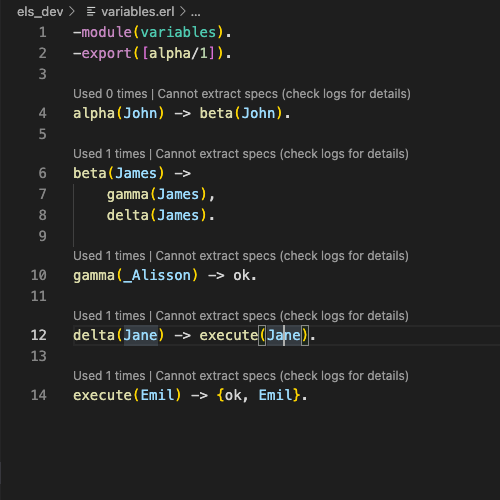 els_dev > variables.erl > ...
1 -module(variables).
2 -export([alpha/1]).
3
Used 0 times | Cannot extract specs (check logs for details)
4 alpha(John) -> beta(John).
5
Used 1 times | Cannot extract specs (check logs for details)
6 beta(James) ->
7     gamma(James),
8     delta(James).
9
Used 1 times | Cannot extract specs (check logs for details)
10 gamma(_Alisson) -> ok.
11
Used 1 times | Cannot extract specs (check logs for details)
12 delta(Jane) -> execute(Jane).
13
Used 1 times | Cannot extract specs (check logs for details)
14 execute(Emil) -> {ok, Emil}.